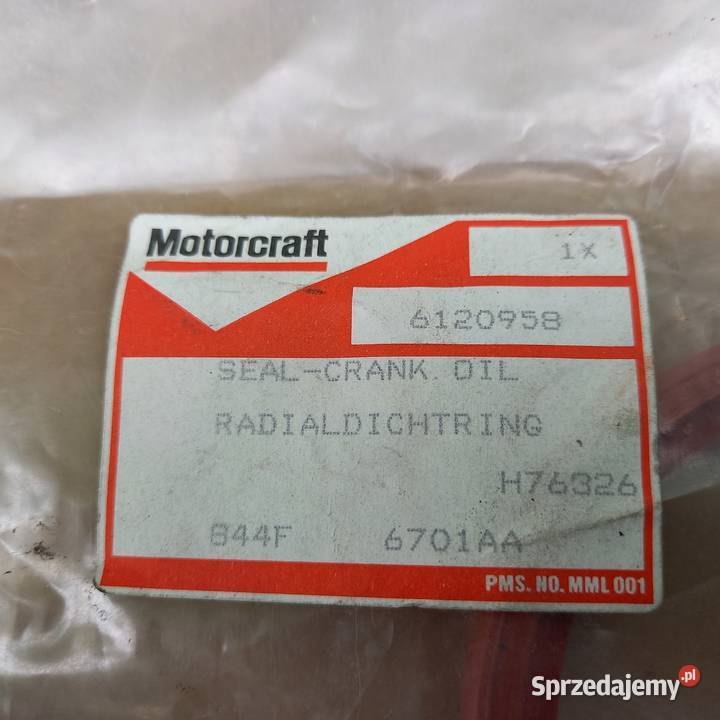 Motorcraft
1X
6120958
SEAL-CRANK. OIL
RADIALDICHTRING
H76326
844F 6701AA
PMS. NO. MML 001
Sprzedajemy.pl